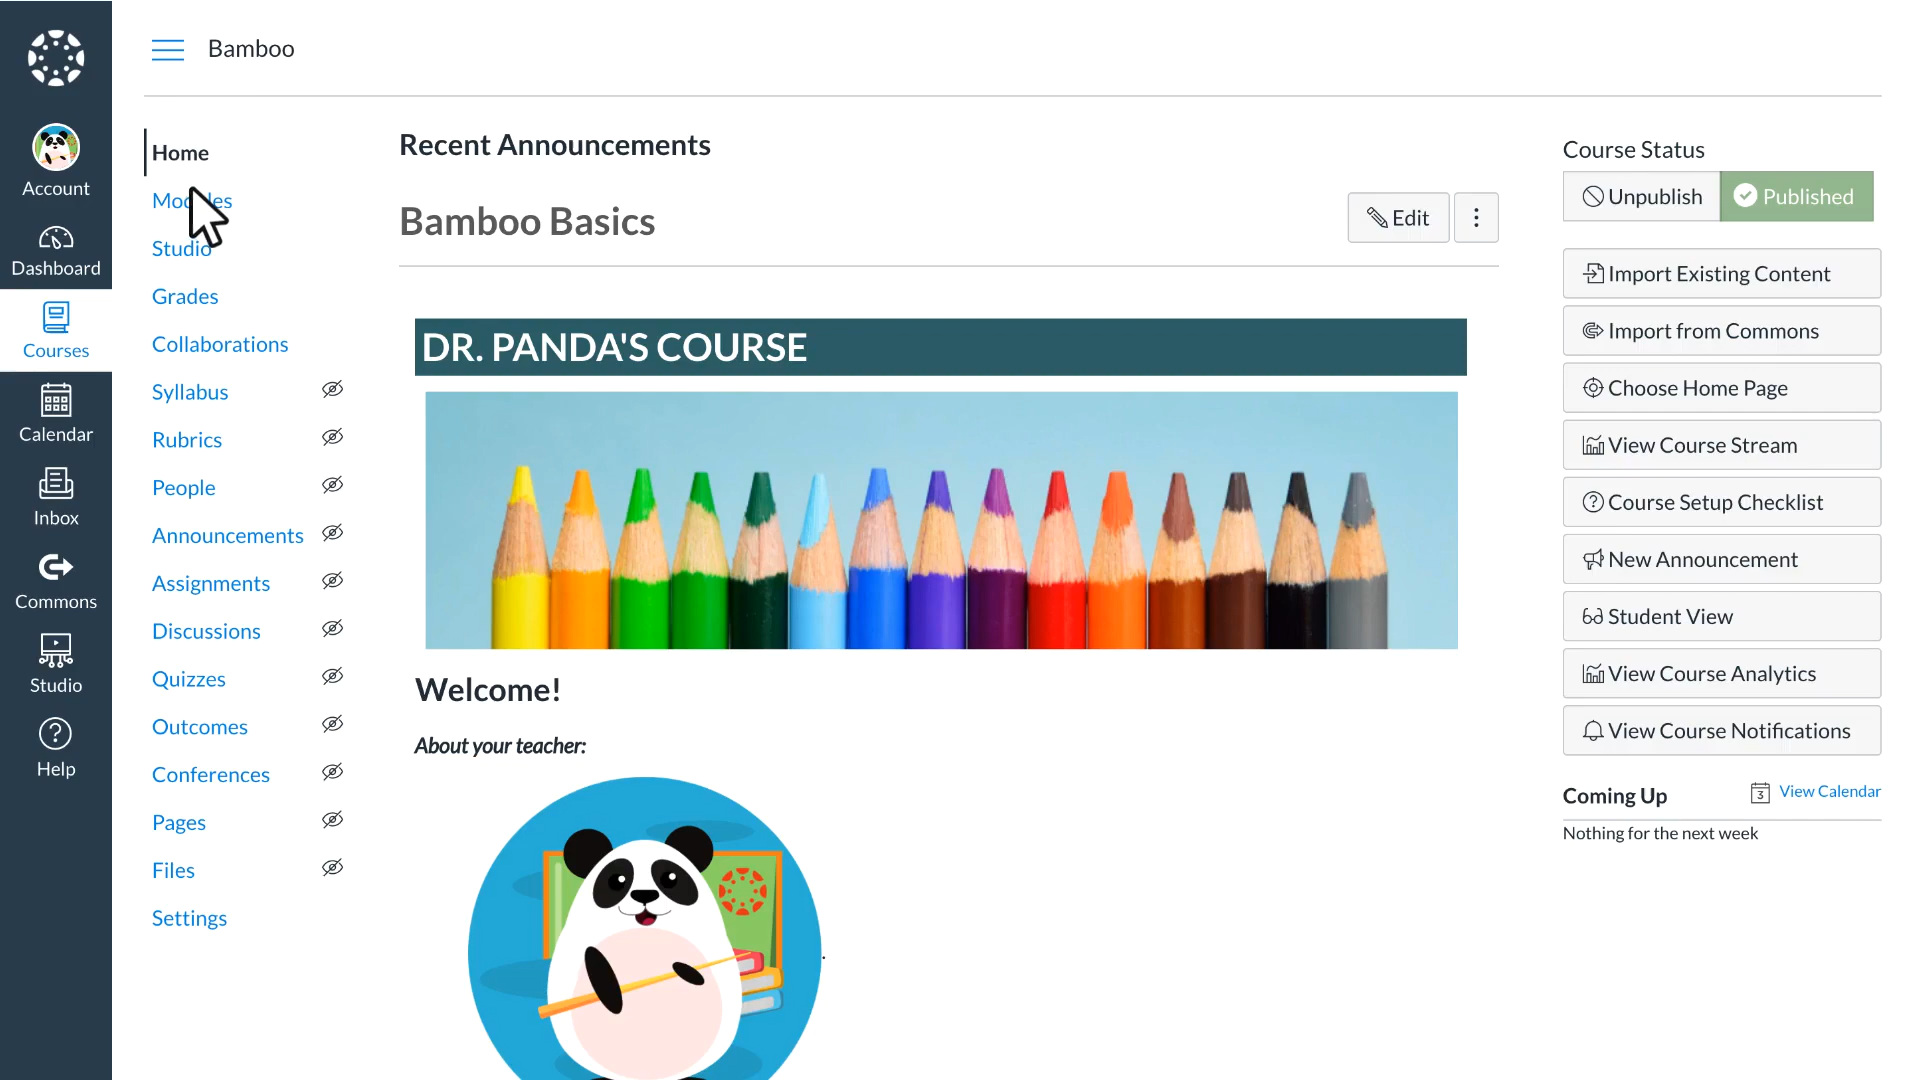 Bamboo
Account
Dashboard
Courses
Calendar
Inbox
Commons
Studio
Help
Home
Studio
Grades
Collaborations
Syllabus
Rubrics
People
Announcements
Assignments
Discussions
Quizzes
Outcomes
Conferences
Pages
Files
Settings
Recent Announcements
Bamboo Basics
Edit
DR. PANDA'S COURSE
Welcome!
About your teacher:
.
Course Status
Unpublish
Published
Import Existing Content
Import from Commons
Choose Home Page
View Course Stream
Course Setup Checklist
New Announcement
Student View
View Course Analytics
View Course Notifications
Coming Up
3
View Calendar
Nothing for the next week